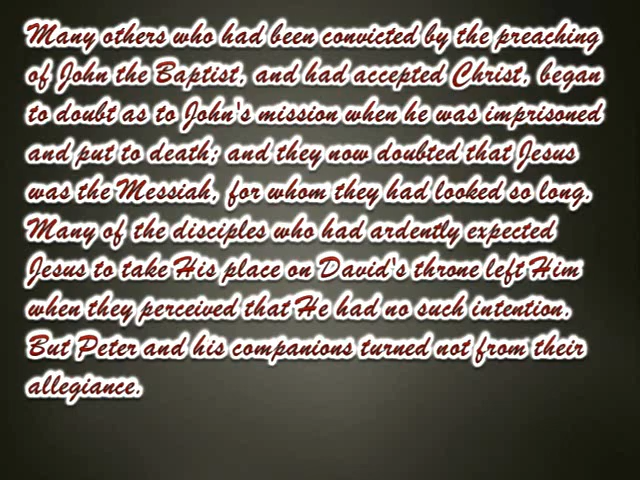 Many others who had been convicted by the preaching
of John the Baptist, and had accepted Christ, began
to doubt as to John's mission when he was imprisoned
and put to death; and they now doubted that Jesus
was the Messiah, for whom they had looked so long.
Many of the disciples who had ardently expected
Jesus to take His place on David's throne left Him
when they perceived that He had no such intention.
But Peter and his companions turned not from their
allegiance.